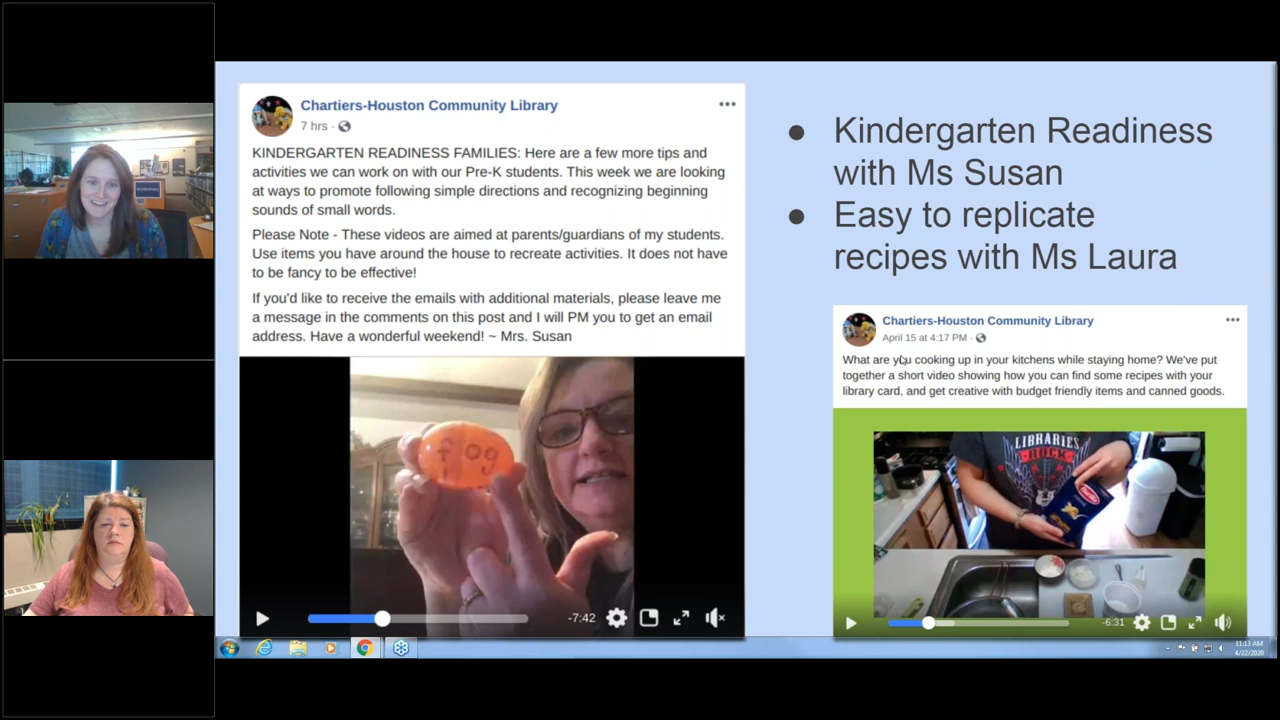 Chartiers-Houston Community Library
7 hrs ·
KINDERGARTEN READINESS FAMILIES: Here are a few more tips and
activities we can work on with our Pre-K students. This week we are looking
at ways to promote following simple directions and recognizing beginning
sounds of small words.
Please Note - These videos are aimed at parents/guardians of my students.
Use items you have around the house to recreate activities. It does not have
to be fancy to be effective!
If you'd like to receive the emails with additional materials, please leave me
a message in the comments on this post and I will PM you to get an email
address. Have a wonderful weekend! ~ Mrs. Susan
f og
-7:42
● Kindergarten Readiness
with Ms Susan
● Easy to replicate
recipes with Ms Laura
Chartiers-Houston Community Library
April 15 at 4:17 PM ·
What are you cooking up in your kitchens while staying home? We've put
together a short video showing how you can find some recipes with your
library card, and get creative with budget friendly items and canned goods.
LIBRARIES
ROCK
-6:31
11:13 AM
4/22/2020